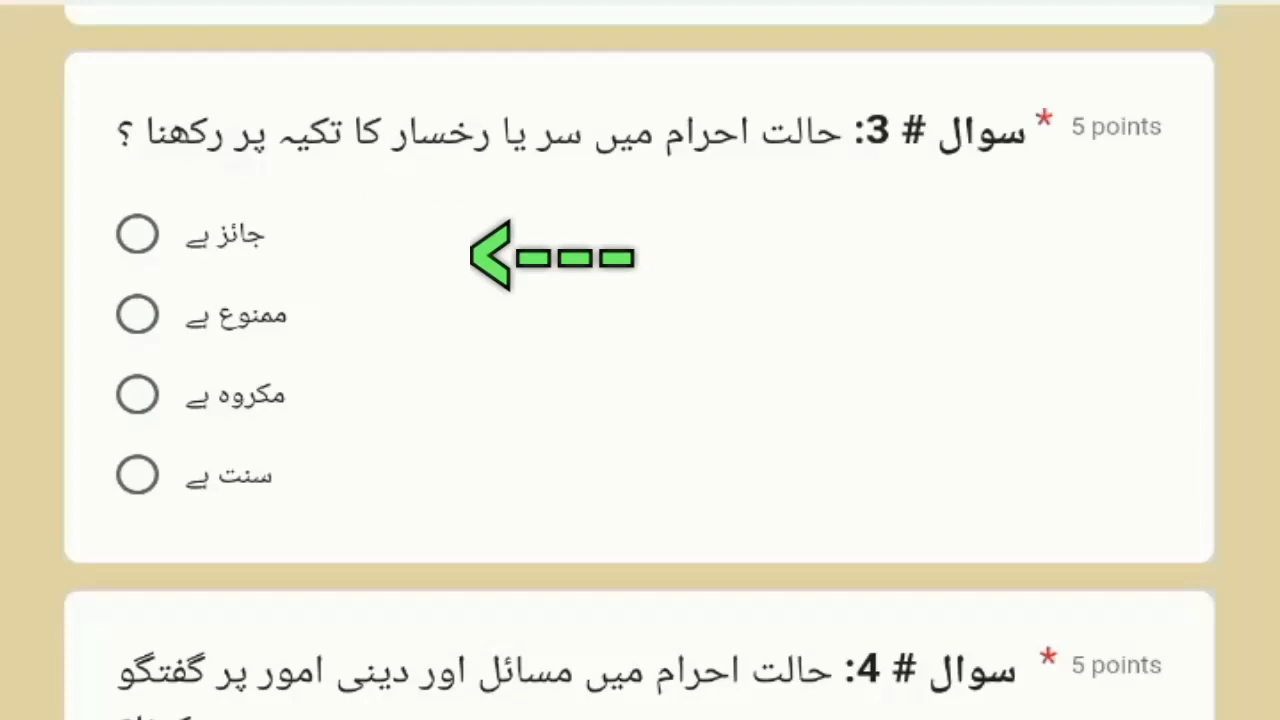 سوال # 3: حالت احرام میں سر یا رخسار کا تکیہ پر رکھنا ؟ * 5 points
جائز ہے
ممنوع ہے
مکروہ ہے
سنت ہے
سوال # 4: حالت احرام میں مسائل اور دینی امور پر گفتگو * 5 points